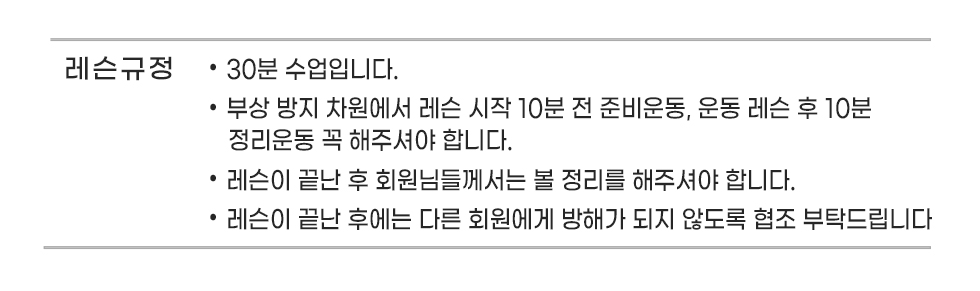 레슨규정 • 30분 수업입니다.
• 부상 방지 차원에서 레슨 시작 10분 전 준비운동, 운동 레슨 후 10분
정리운동 꼭 해주셔야 합니다.
• 레슨이 끝난 후 회원님들께서는 볼 정리를 해주셔야 합니다.
• 레슨이 끝난 후에는 다른 회원에게 방해가 되지 않도록 협조 부탁드립니다